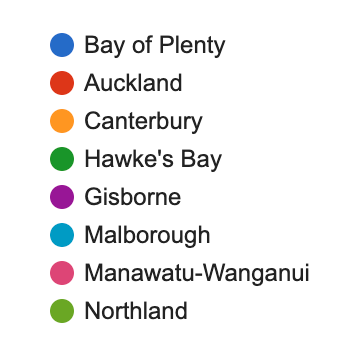 Bay of Plenty
Auckland
Canterbury
Hawke's Bay
Gisborne
Malborough
Manawatu-Wanganui
Northland